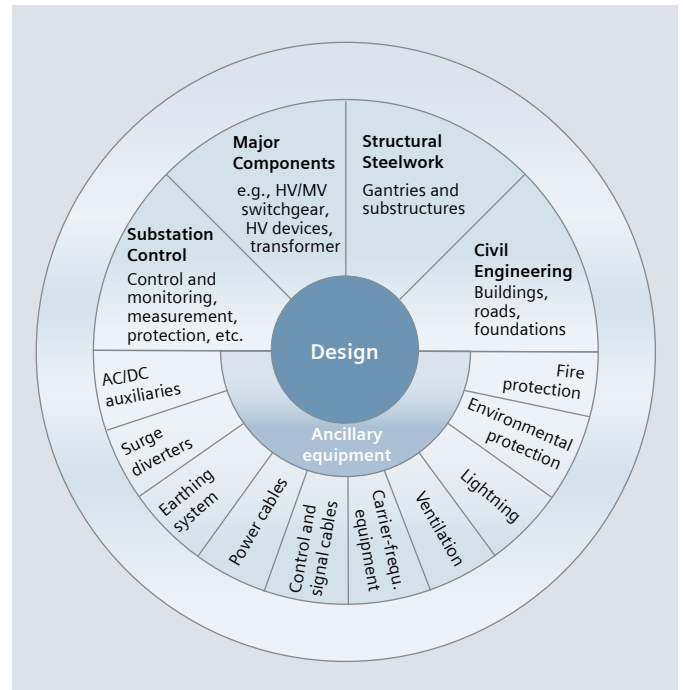 Major
Components
e.g., HV/MV
switchgear,
HV devices,
transformer
Structural
Steelwork
Gantries and
substructures
Substation
Control
Control and
monitoring,
measurement,
protection, etc.
Civil
Engineering
Buildings,
roads,
foundations
Design
Ancillary
equipment
AC/DC
auxiliaries
Surge
diverters
Earthing
system
Power cables
Control and
signal cables
Carrier-frequ.
equipment
Ventilation
Lightning
Environmental
protection
Fire
protection